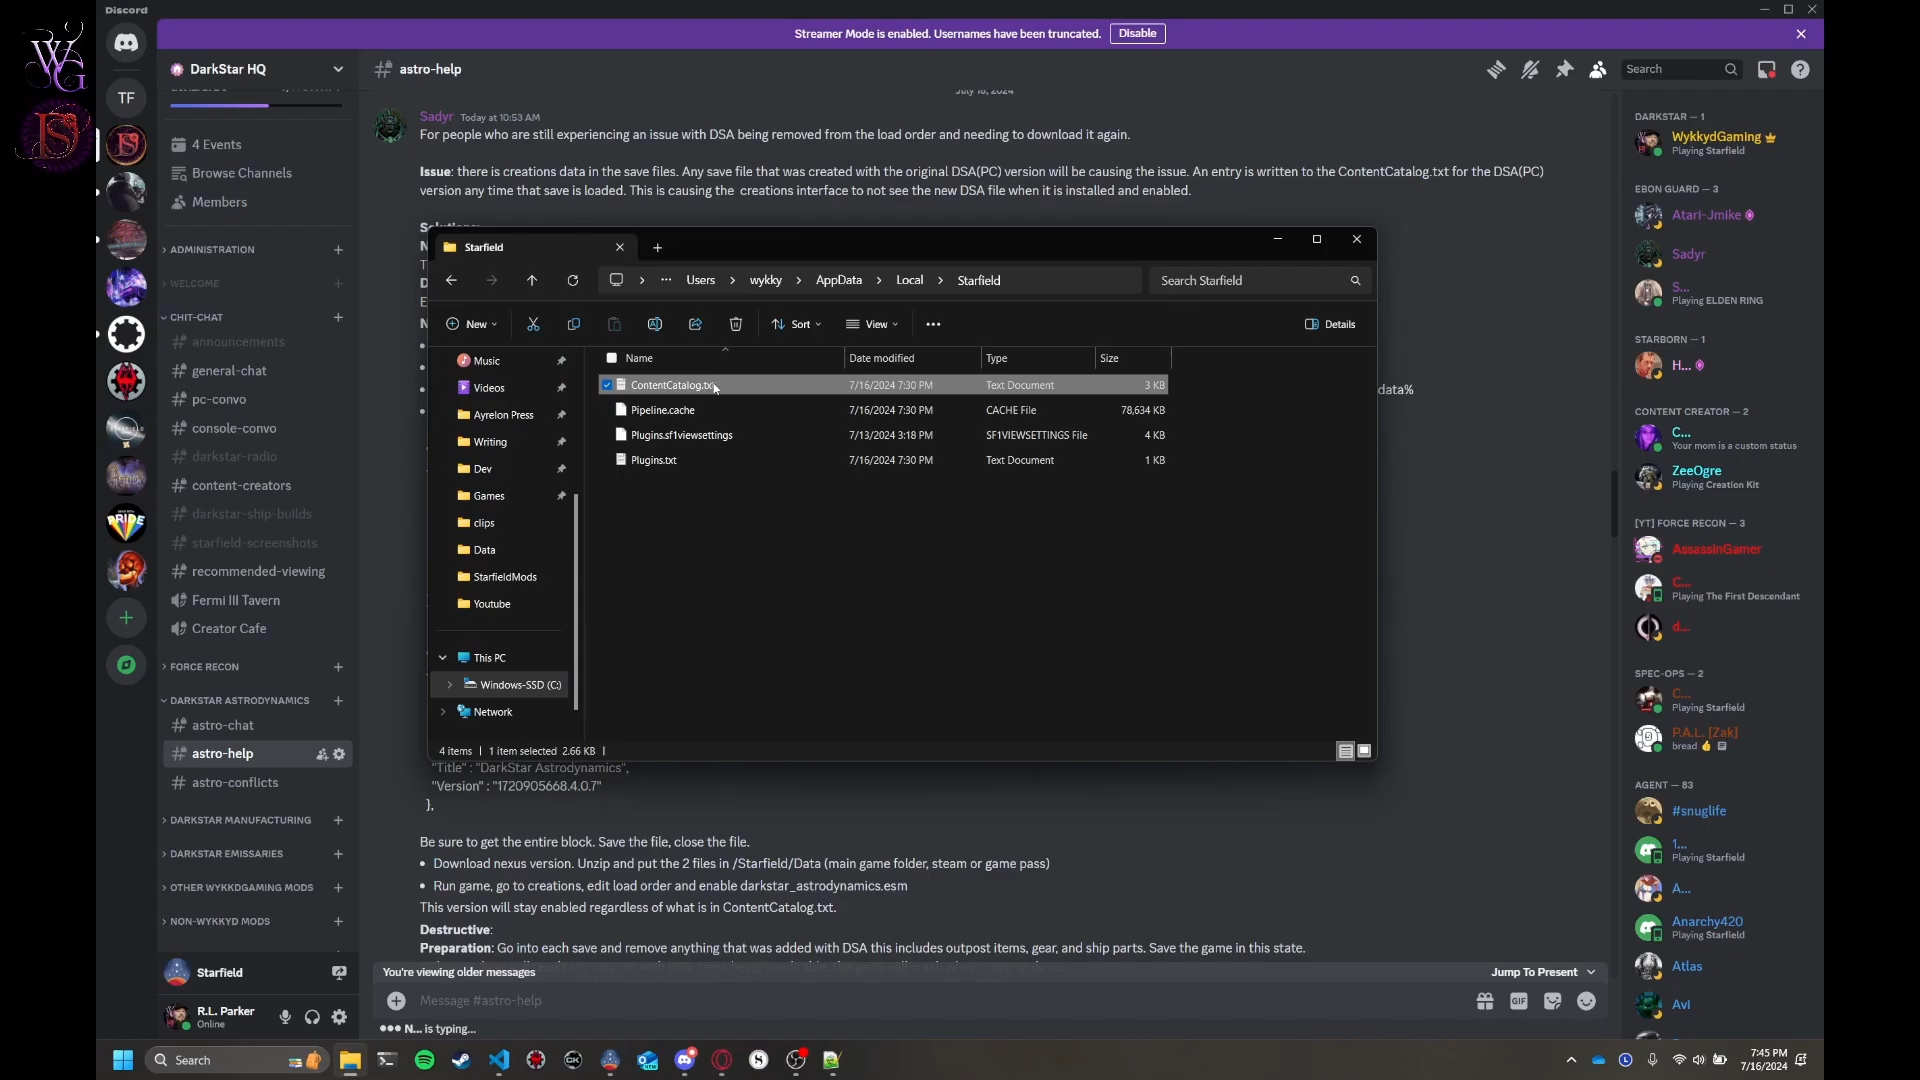 Discord
Streamer Mode is enabled. Usernames have been truncated.
Disable
WG
DS
TF
DarkStar HQ
4 Events
Browse Channels
Members
ADMINISTRATION
WELCOME
CHIT-CHAT
announcements
general-chat
pc-convo
console-convo
darkstar-radio
content-creators
darkstar-ship-builds
starfield-screenshots
recommended-viewing
Fermi III Tavern
Creator Cafe
FORCE RECON
DARKSTAR ASTRODYNAMICS
astro-chat
astro-help
astro-conflicts
DARKSTAR MANUFACTURING
DARKSTAR EMISSARIES
OTHER WYKKDGAMING MODS
NON-WYKKYD MODS
Starfield
R.L. Parker
Online
astro-help
Search
July 16, 2024
Sadyr Today at 10:53 AM
For people who are still experiencing an issue with DSA being removed from the load order and needing to download it again.
Issue: there is creations data in the save files. Any save file that was created with the original DSA(PC) version will be causing the issue. An entry is written to the ContentCatalog.txt for the DSA(PC)
version any time that save is loaded. This is causing the creations interface to not see the new DSA file when it is installed and enabled.
data%
Starfield
Users
wykky
AppData
Local
Starfield
Search Starfield
New
Sort
View
Details
Music
Videos
Ayrelon Press
Writing
Dev
Games
clips
Data
StarfieldMods
Youtube
This PC
Windows-SSD (C:)
Network
Name Date modified Type Size
ContentCatalog.txt 7/16/2024 7:30 PM Text Document 3 KB
Pipeline.cache 7/16/2024 7:30 PM CACHE File 78,634 KB
Plugins.sf1viewsettings 7/13/2024 3:18 PM SF1VIEWSETTINGS File 4 KB
Plugins.txt 7/16/2024 7:30 PM Text Document 1 KB
4 items 1 item selected 2.66 KB
"Title" : "DarkStar Astrodynamics",
"Version" : "1720905668.4.0.7"
},
Be sure to get the entire block. Save the file, close the file.
• Download nexus version. Unzip and put the 2 files in /Starfield/Data (main game folder, steam or game pass)
• Run game, go to creations, edit load order and enable darkstar_astrodynamics.esm
This version will stay enabled regardless of what is in ContentCatalog.txt.
Destructive:
Preparation: Go into each save and remove anything that was added with DSA this includes outpost items, gear, and ship parts. Save the game in this state.
You're viewing older messages
Jump To Present
Message #astro-help
GIF
N... is typing...
DARKSTAR — 1
WykkydGaming
Playing Starfield
EBON GUARD — 3
Atari-Jmike
Sadyr
S...
Playing ELDEN RING
STARBORN — 1
H...
CONTENT CREATOR — 2
C...
Your mom is a custom status
ZeeOgre
Playing Creation Kit
[YT] FORCE RECON — 3
AssassinGamer
C...
Playing The First Descendant
d...
SPEC-OPS — 2
C...
Playing Starfield
P.A.L. [Zak]
bread
AGENT — 83
#snuglife
1...
Playing Starfield
A...
Anarchy420
Playing Starfield
Atlas
Avi
Search
7:45 PM
7/16/2024